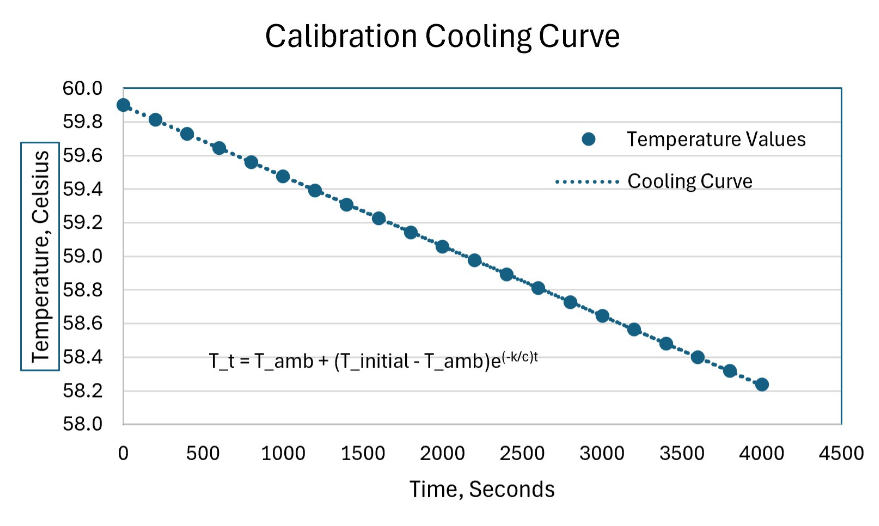 Calibration Cooling Curve
60.0
59.8
59.6
59.4
59.2
59.0
58.8
58.6
58.4
58.2
58.0
Temperature, Celsius
Temperature Values
Cooling Curve
T_t = T_amb + (T_initial - T_amb)e(-k/c)t
0 500 1000 1500 2000 2500 3000 3500 4000 4500
Time, Seconds